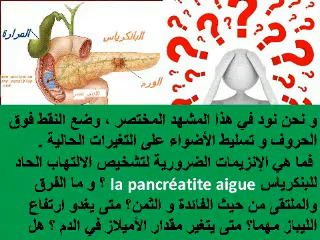 المرارة
البانكرياس
الورم
و نحن نود في هذا المشهد المختصر ، وضع النقط فوق
الحروف و تسليط الأضواء على التغيرات الحالية .
فما هي الإنزيمات الضرورية لتشخيص الالتهاب الحاد
للبنكرياس la pancréatite aigue ؟ و ما الفرق
والملتقى من حيث الفائدة و الثمن؟ متى يغدو ارتفاع
الليباز مهما؟ متى يتغير مقدار الأميلاز في الدم ؟ هل